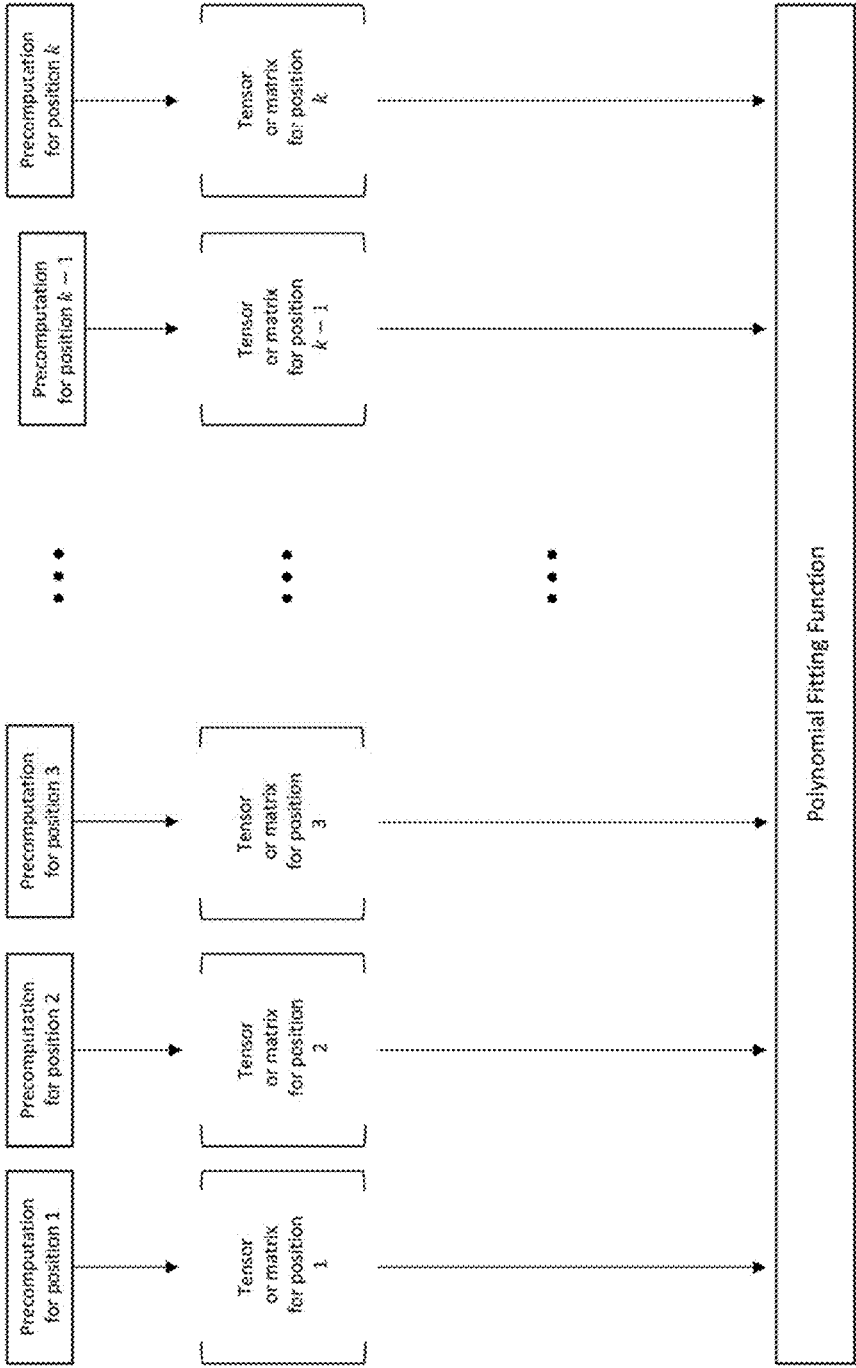 Precomputation
for position 1
Precomputation
for position 2
Precomputation
for position 3
Precomputation
for position k − 1
Precomputation
for position k
Tensor
or matrix
for position
1
Tensor
or matrix
for position
2
Tensor
or matrix
for position
3
Tensor
or matrix
for position
k − 1
Tensor
or matrix
for position
k
Polynomial Fitting Function